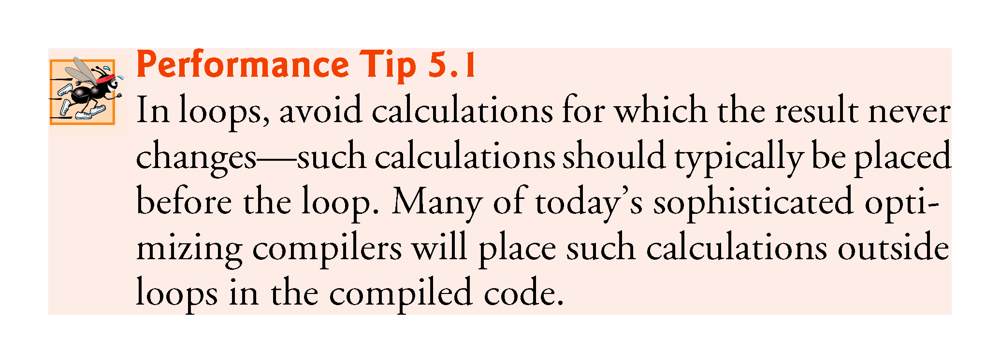 Performance Tip 5.1
In loops, avoid calculations for which the result never
changes—such calculations should typically be placed
before the loop. Many of today’s sophisticated opti-
mizing compilers will place such calculations outside
loops in the compiled code.